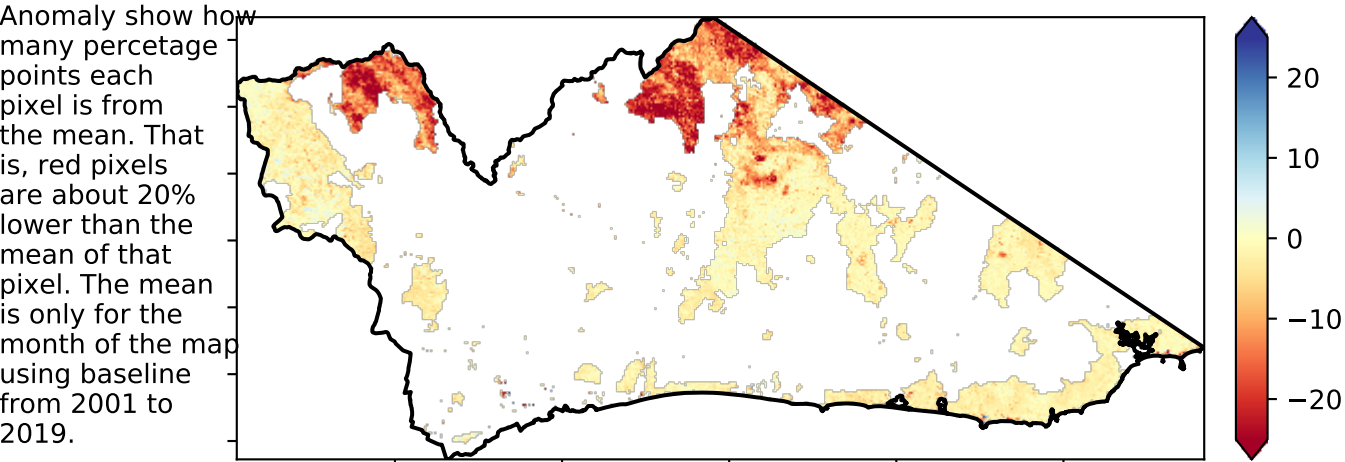 Anomaly show how
many percetage
points each
pixel is from
the mean. That
is, red pixels
are about 20%
lower than the
mean of that
pixel. The mean
is only for the
month of the map
using baseline
from 2001 to
2019.
20
10
0
−10
−20